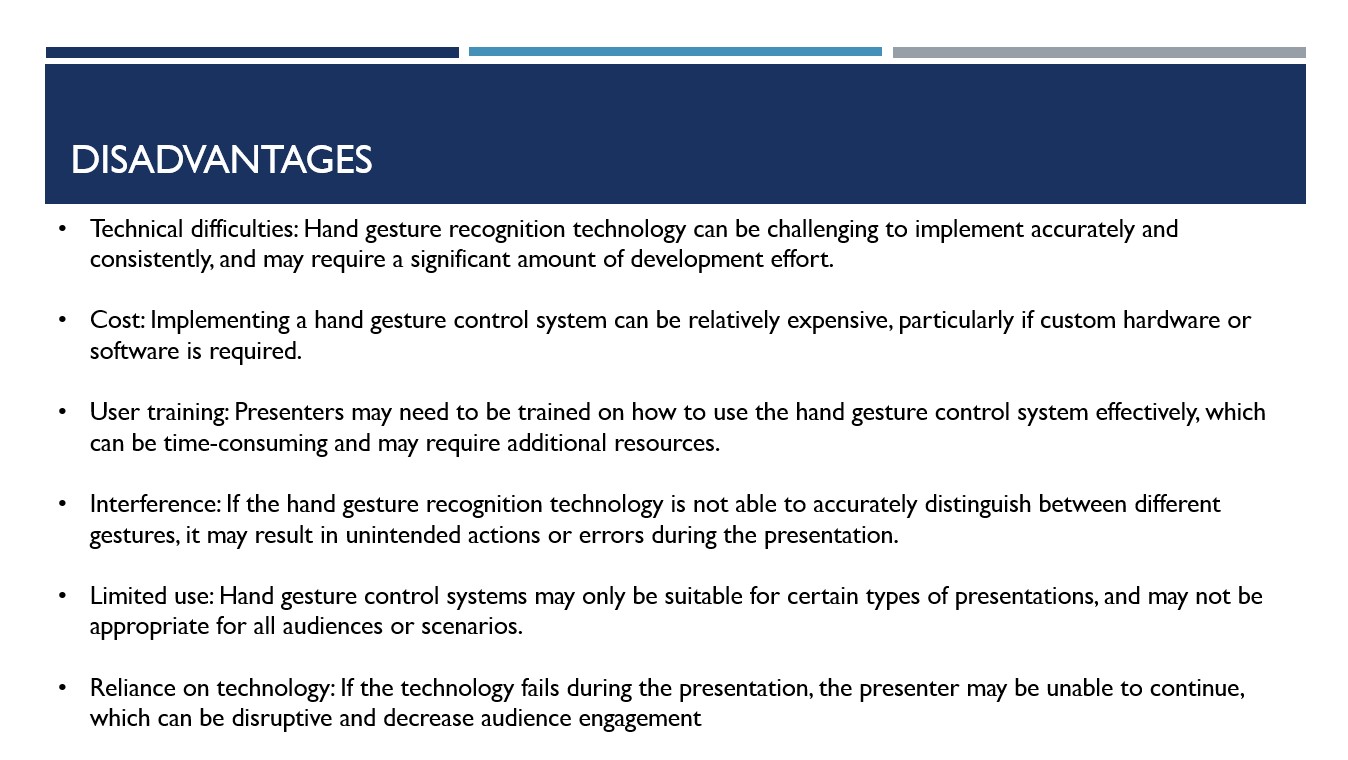 DISADVANTAGES
• Technical difficulties: Hand gesture recognition technology can be challenging to implement accurately and
consistently, and may require a significant amount of development effort.
• Cost: Implementing a hand gesture control system can be relatively expensive, particularly if custom hardware or
software is required.
• User training: Presenters may need to be trained on how to use the hand gesture control system effectively, which
can be time-consuming and may require additional resources.
• Interference: If the hand gesture recognition technology is not able to accurately distinguish between different
gestures, it may result in unintended actions or errors during the presentation.
• Limited use: Hand gesture control systems may only be suitable for certain types of presentations, and may not be
appropriate for all audiences or scenarios.
• Reliance on technology: If the technology fails during the presentation, the presenter may be unable to continue,
which can be disruptive and decrease audience engagement